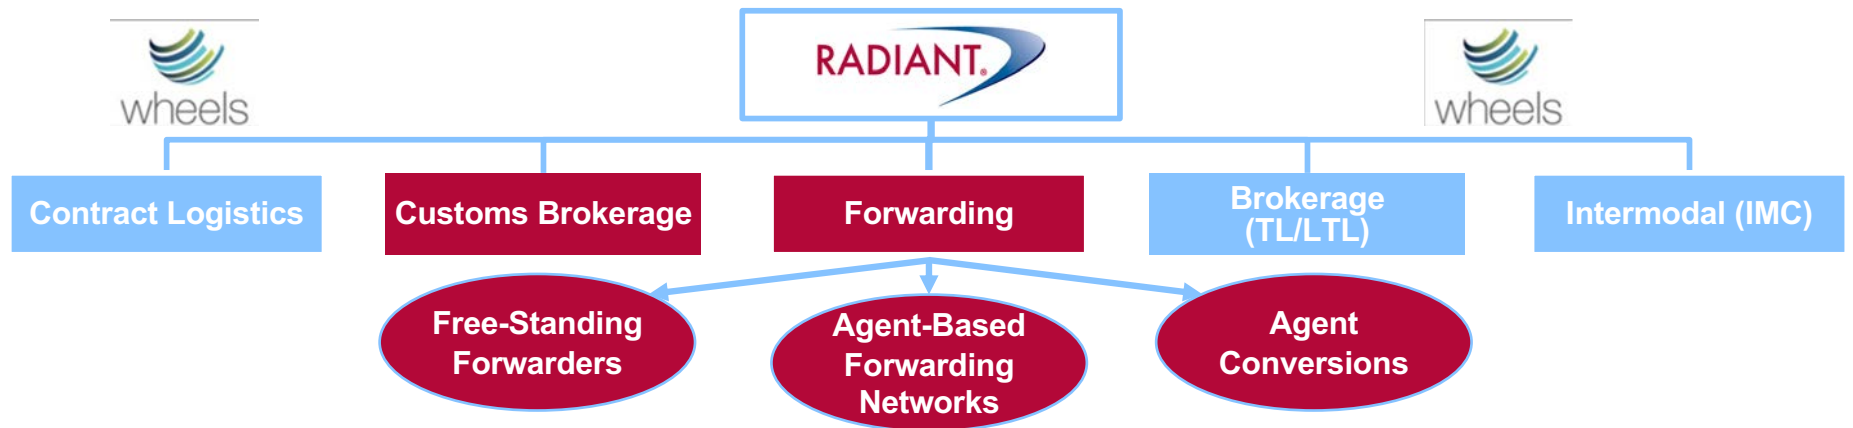 RADIANT®
wheels
wheels
Contract Logistics
Customs Brokerage
Forwarding
Brokerage
(TL/LTL)
Intermodal (IMC)
Free-Standing
Forwarders
Agent-Based
Forwarding
Networks
Agent
Conversions